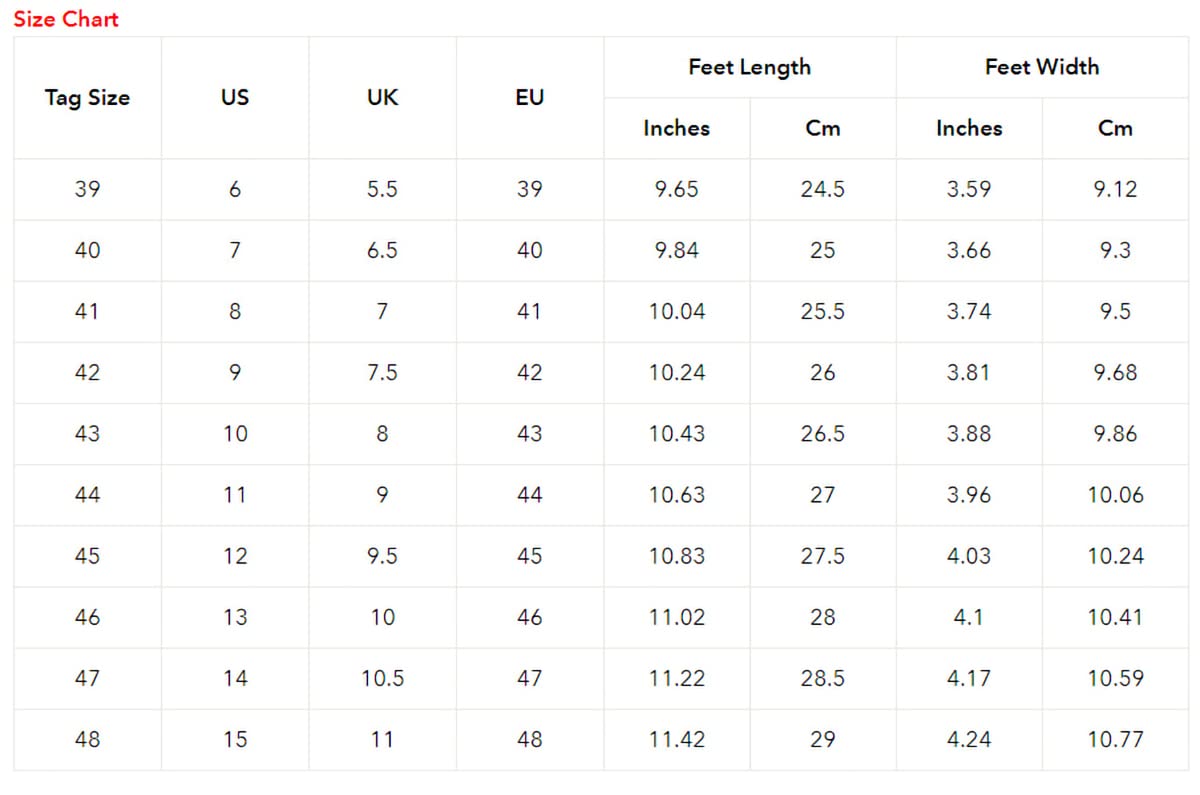 Size Chart
Tag Size US UK EU Feet Length Feet Width
Inches Cm Inches Cm
39 6 5.5 39 9.65 24.5 3.59 9.12
40 7 6.5 40 9.84 25 3.66 9.3
41 8 7 41 10.04 25.5 3.74 9.5
42 9 7.5 42 10.24 26 3.81 9.68
43 10 8 43 10.43 26.5 3.88 9.86
44 11 9 44 10.63 27 3.96 10.06
45 12 9.5 45 10.83 27.5 4.03 10.24
46 13 10 46 11.02 28 4.1 10.41
47 14 10.5 47 11.22 28.5 4.17 10.59
48 15 11 48 11.42 29 4.24 10.77